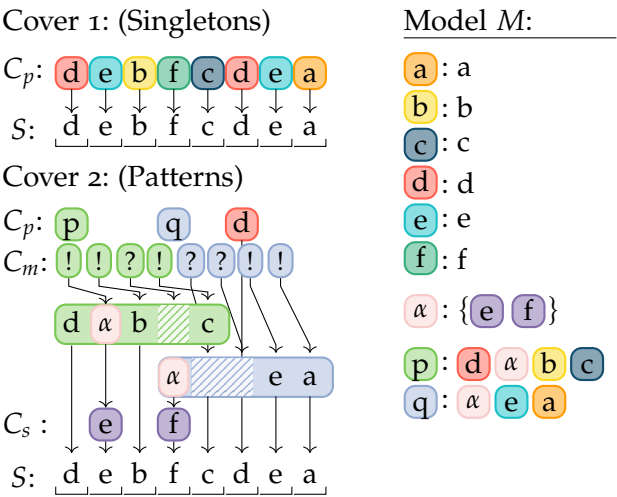 Cover 1: (Singletons)
Cₚ: d e b f c d e a
S: d e b f c d e a
Cover 2: (Patterns)
Cₚ: p q d
Cₘ: ! ! ? ! ? ? ! !
d α b c
α e a
Cₛ: e f
S: d e b f c d e a
Model M:
a : a
b : b
c : c
d : d
e : e
f : f
α : {e f}
p : d α b c
q : α e a